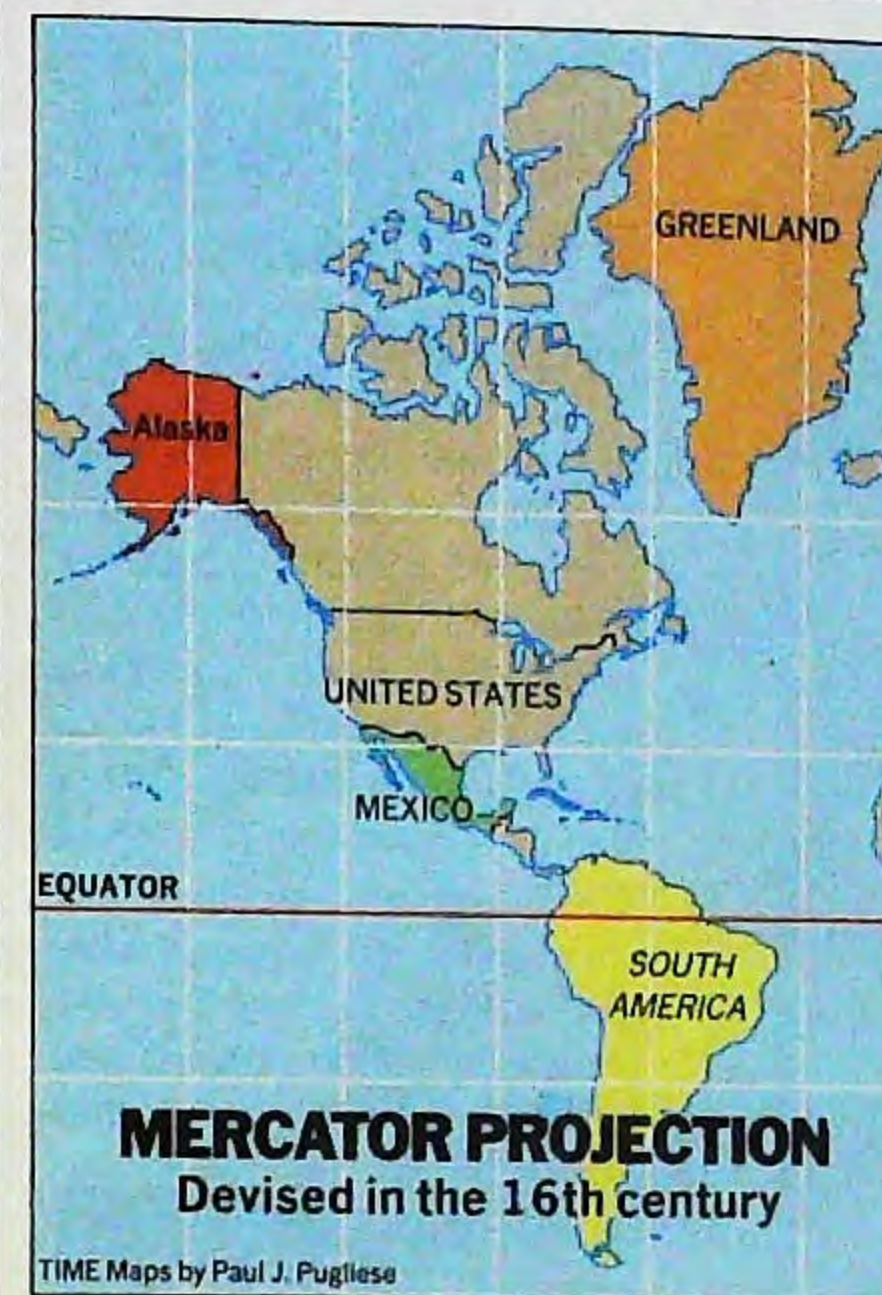 GREENLAND
Alaska
UNITED STATES
MEXICO
EQUATOR
SOUTH
AMERICA
MERCATOR PROJECTION
Devised in the 16th century
TIME Maps by Paul J. Pugliese